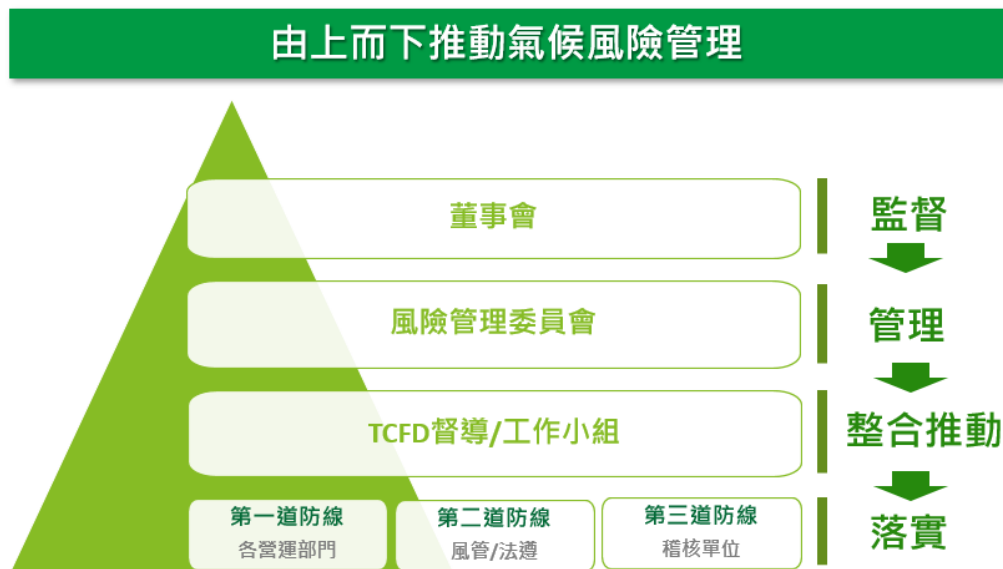 由上而下推動氣候風險管理
董事會
監督
風險管理委員會
管理
TCFD督導/工作小組
整合推動
第一道防線
各營運部門
第二道防線
風管/法遵
第三道防線
稽核單位
落實